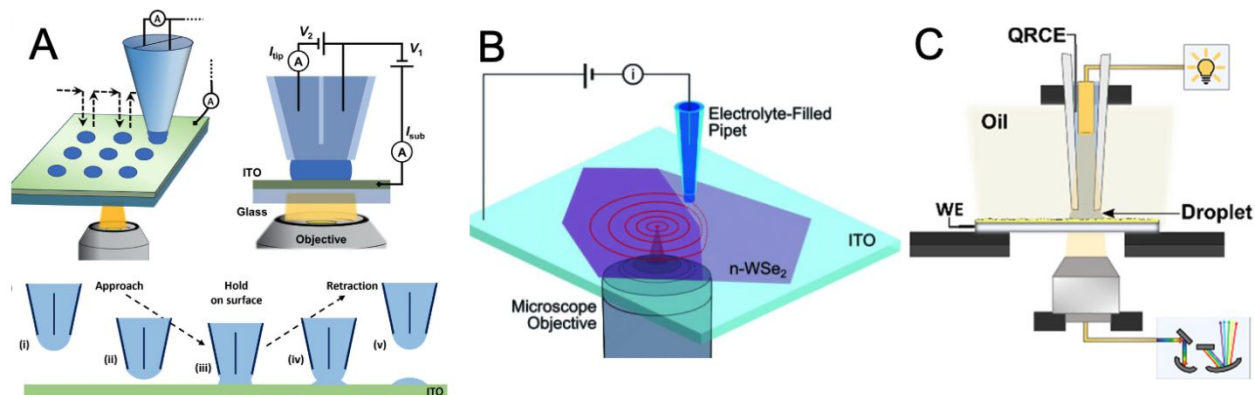 A
A
A
V2
V1
Itip
A
Isub
A
ITO
Glass
Objective
Approach
Hold
on surface
Retraction
(i)
(ii)
(iii)
(iv)
(v)
ITO
B
i
Electrolyte-Filled
Pipet
ITO
n-WSe2
Microscope
Objective
C
QRCE
Oil
WE
Droplet